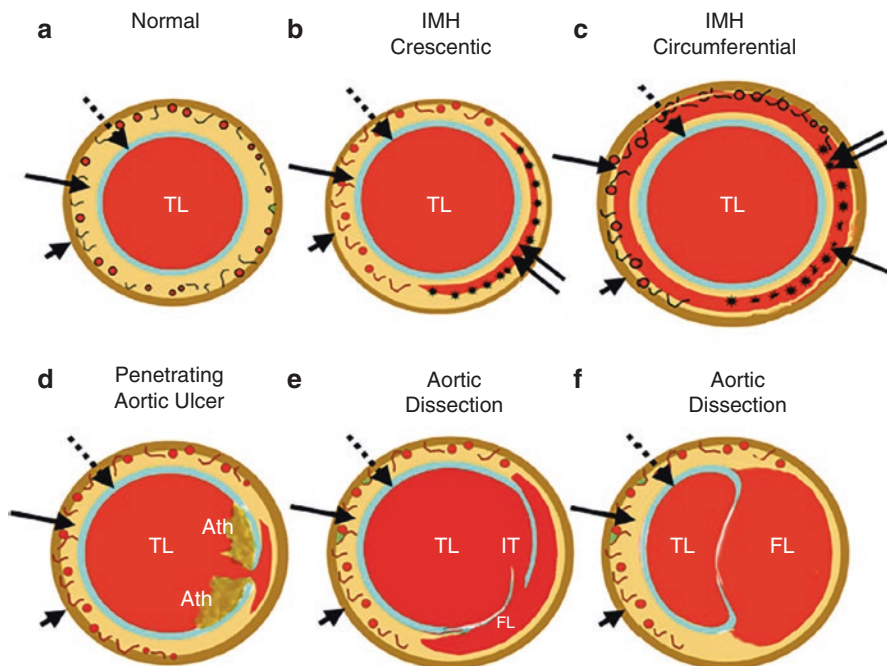 a
Normal
TL
b
IMH
Crescentic
TL
c
IMH
Circumferential
TL
d
Penetrating
Aortic Ulcer
TL
Ath
Ath
e
Aortic
Dissection
TL
IT
FL
f
Aortic
Dissection
TL
FL